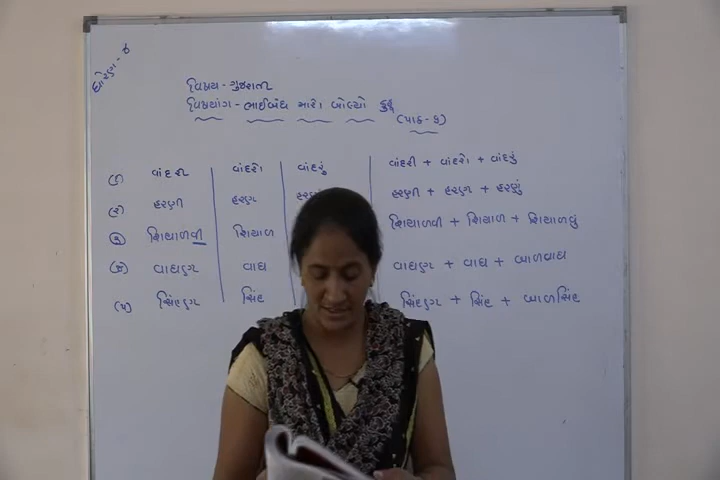 ધોરણ - ૬
વિષય - ગુજરાતી
વિષયાંગ - ભાઈબંધ મારો બોલ્યો કુહૂ
(પાઠ - ૩)
(૧) વાંદરી વાંદરો વાંદરું વાંદરી + વાંદરો + વાંદરું
(૨) હરણી હરણ હરણી + હરણ + હરણું
(૩) શિયાળવી શિયાળ શિયાળવી + શિયાળ + શિયાળવું
(૪) વાઘણ વાઘ વાઘણ + વાઘ + બાળવાઘ
(૫) સિંહણ સિંહ સિંહણ + સિંહ + બાળસિંહ